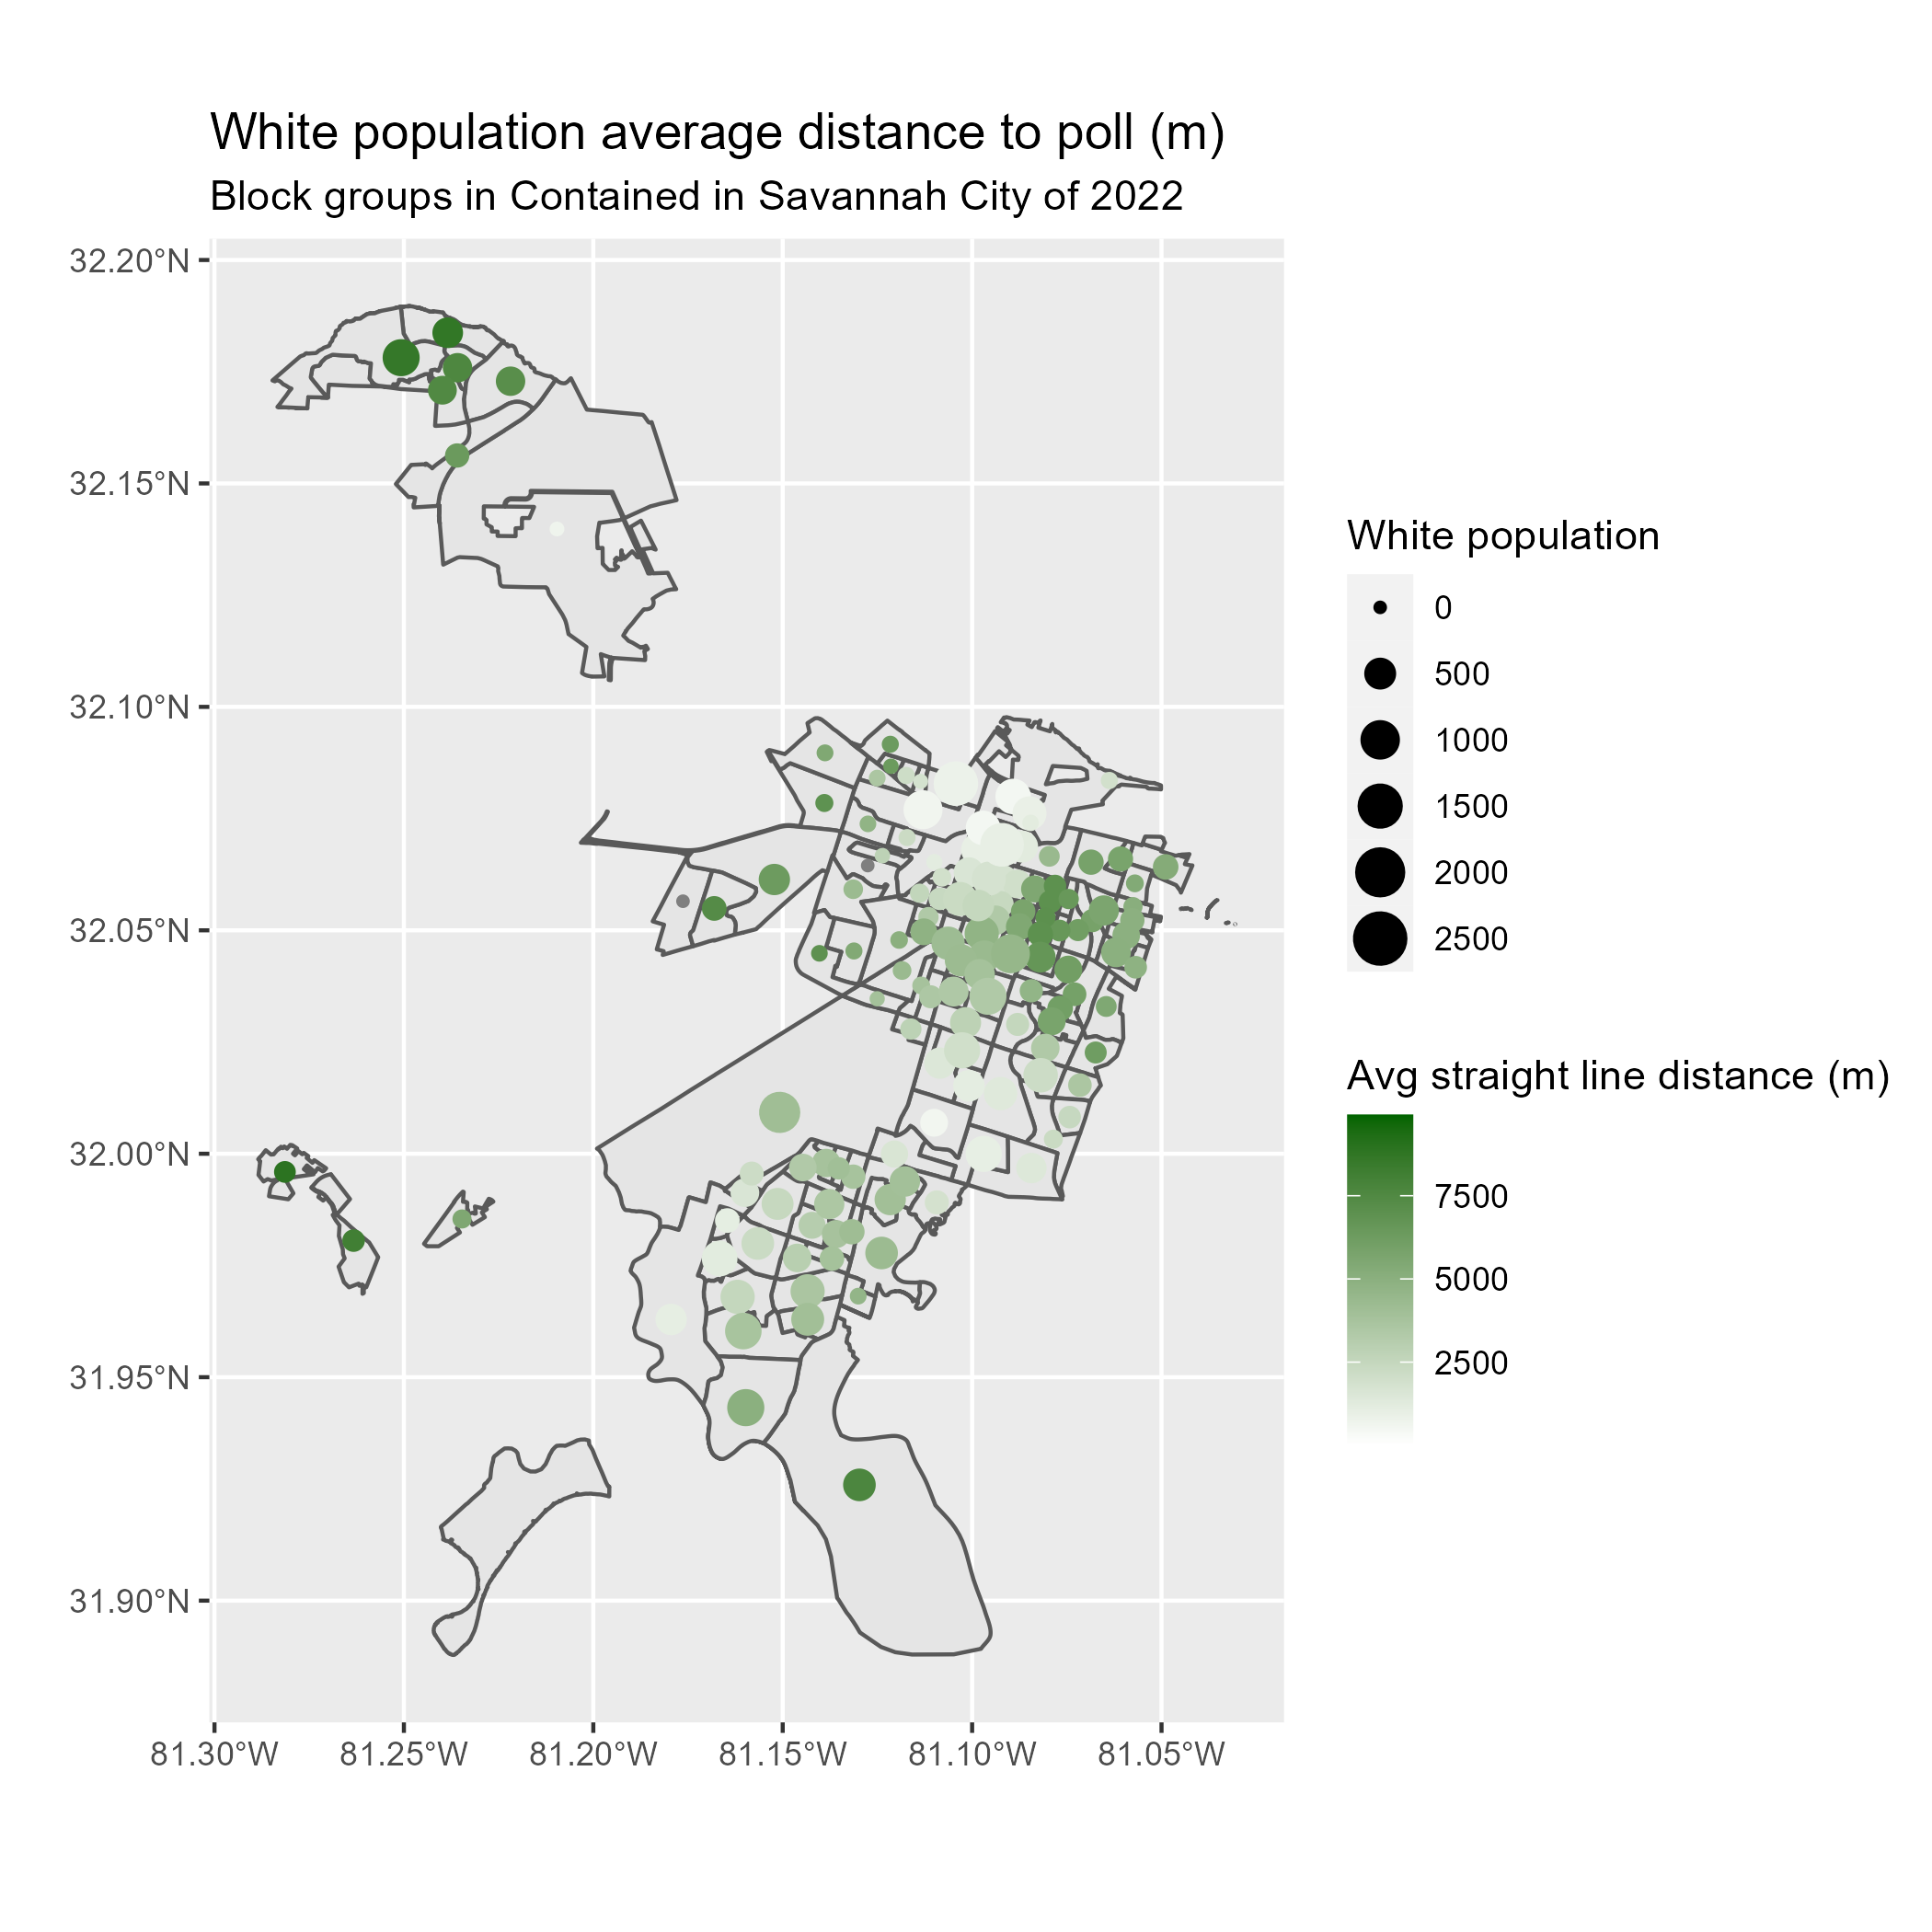 White population average distance to poll (m)
Block groups in Contained in Savannah City of 2022
32.20°N
32.15°N
32.10°N
32.05°N
32.00°N
31.95°N
31.90°N
81.30°W
81.25°W
81.20°W
81.15°W
81.10°W
81.05°W
White population
0
500
1000
1500
2000
2500
Avg straight line distance (m)
7500
5000
2500